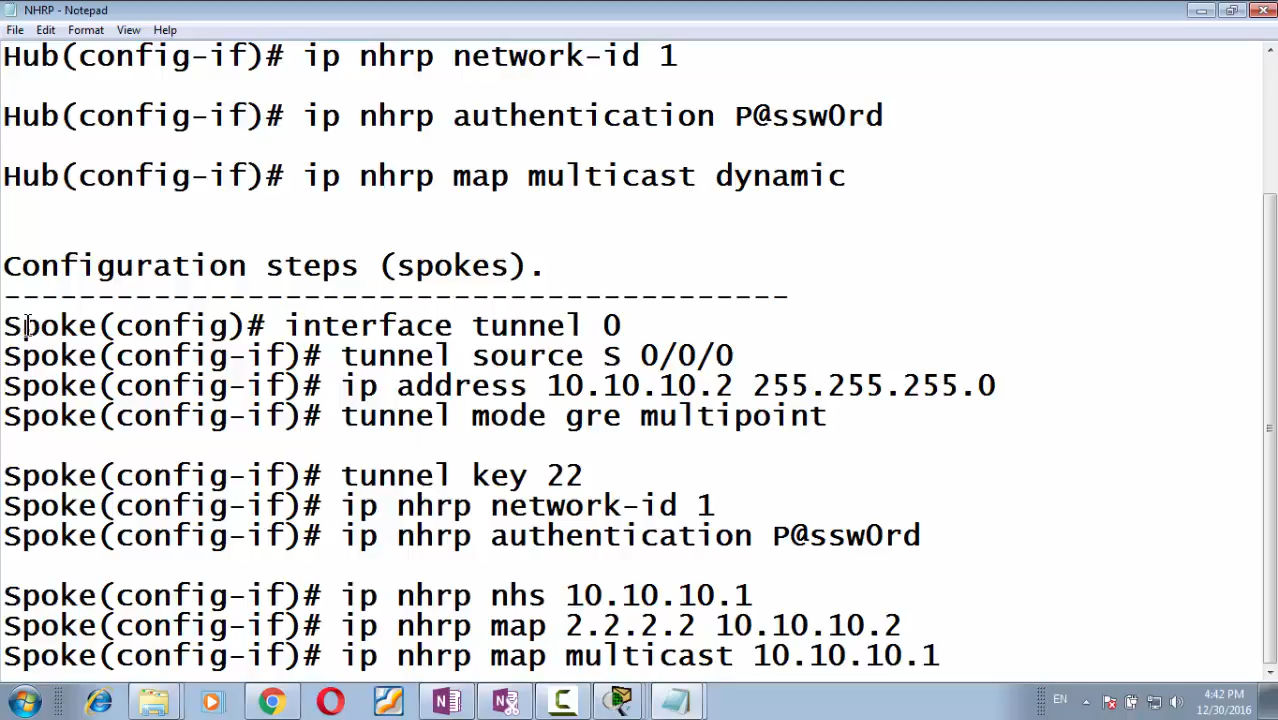 NHRP - Notepad
File Edit Format View Help
Hub(config-if)# ip nhrp network-id 1
Hub(config-if)# ip nhrp authentication P@ssw0rd
Hub(config-if)# ip nhrp map multicast dynamic
Configuration steps (spokes).
------------------------------------------
Spoke(config)# interface tunnel 0
Spoke(config-if)# tunnel source S 0/0/0
Spoke(config-if)# ip address 10.10.10.2 255.255.255.0
Spoke(config-if)# tunnel mode gre multipoint
Spoke(config-if)# tunnel key 22
Spoke(config-if)# ip nhrp network-id 1
Spoke(config-if)# ip nhrp authentication P@ssw0rd
Spoke(config-if)# ip nhrp nhs 10.10.10.1
Spoke(config-if)# ip nhrp map 2.2.2.2 10.10.10.2
Spoke(config-if)# ip nhrp map multicast 10.10.10.1
EN
4:42 PM
12/30/2016